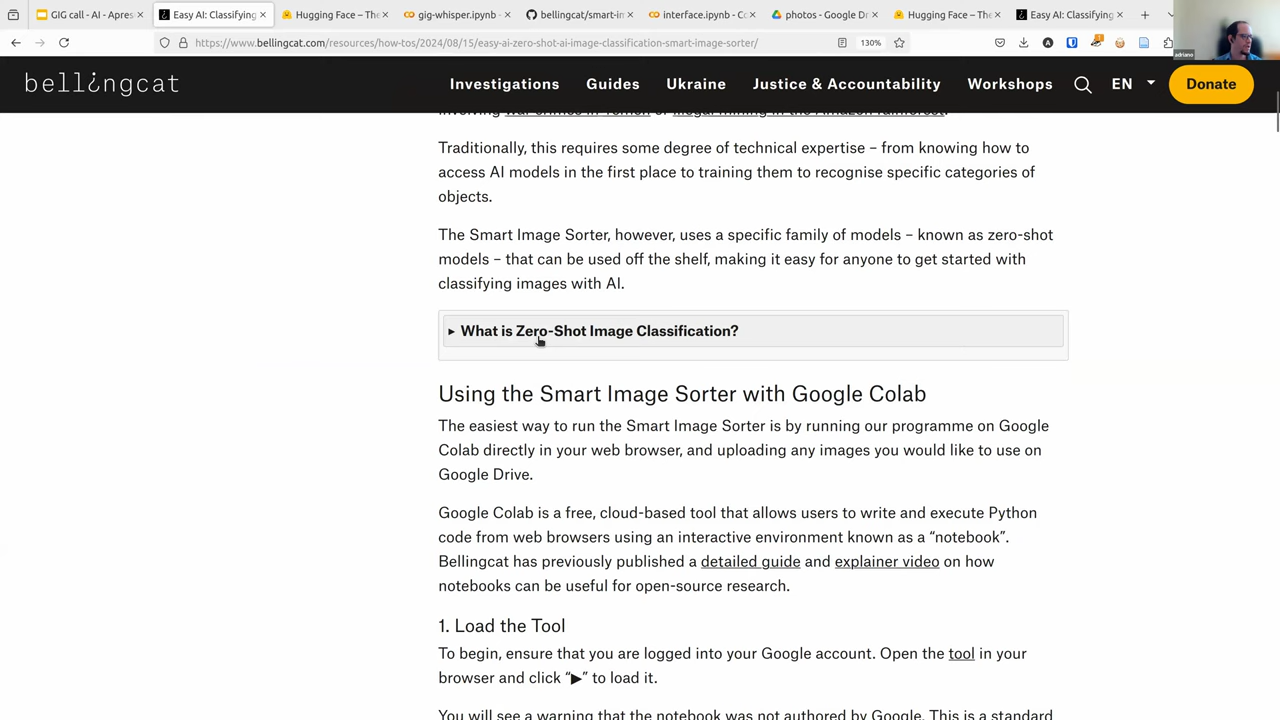 GIG call - AI - Apres
Easy AI: Classifying
Hugging Face – The
gig-whisper.ipynb - C
bellingcat/smart-im
interface.ipynb - Co
photos - Google Dr
Hugging Face – The
Easy AI: Classifying
https://www.bellingcat.com/resources/how-tos/2024/08/15/easy-ai-zero-shot-ai-image-classification-smart-image-sorter/
130%
adriano
bellingcat
Investigations
Guides
Ukraine
Justice & Accountability
Workshops
EN
Donate
involving war crimes in Yemen or illegal mining in the Amazon rainforest.
Traditionally, this requires some degree of technical expertise – from knowing how to
access AI models in the first place to training them to recognise specific categories of
objects.
The Smart Image Sorter, however, uses a specific family of models – known as zero-shot
models – that can be used off the shelf, making it easy for anyone to get started with
classifying images with AI.
▸ What is Zero-Shot Image Classification?
Using the Smart Image Sorter with Google Colab
The easiest way to run the Smart Image Sorter is by running our programme on Google
Colab directly in your web browser, and uploading any images you would like to use on
Google Drive.
Google Colab is a free, cloud-based tool that allows users to write and execute Python
code from web browsers using an interactive environment known as a “notebook”.
Bellingcat has previously published a detailed guide and explainer video on how
notebooks can be useful for open-source research.
1. Load the Tool
To begin, ensure that you are logged into your Google account. Open the tool in your
browser and click “▶” to load it.
You will see a warning that the notebook was not authored by Google. This is a standard